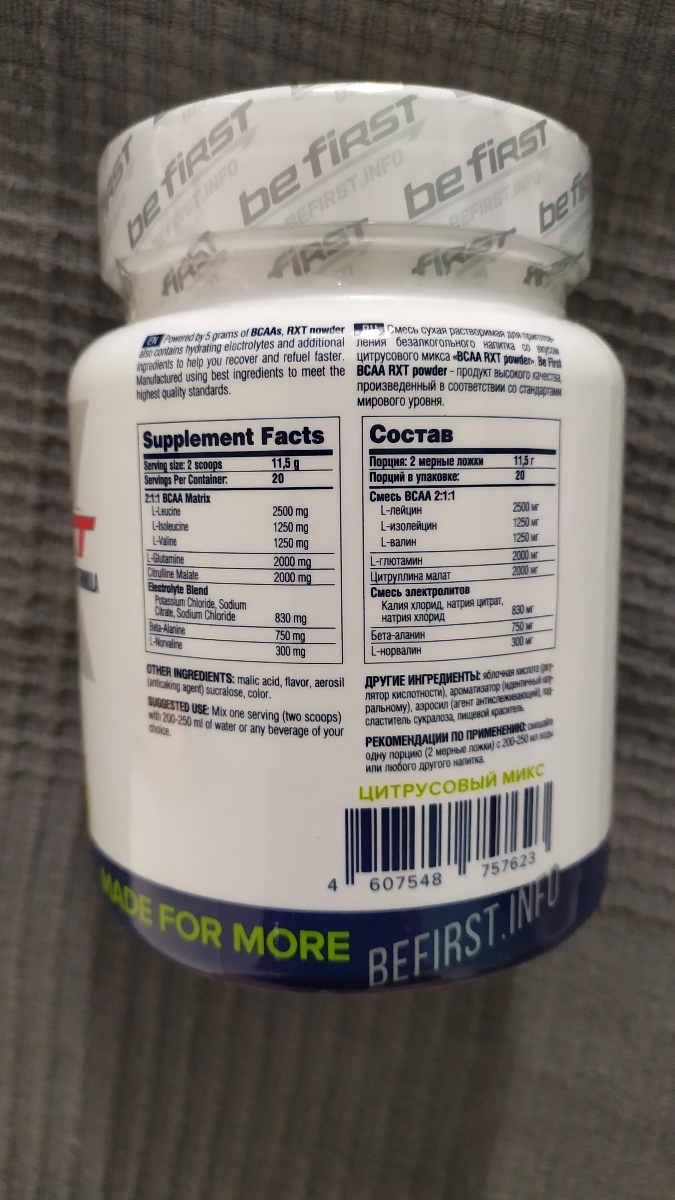 be fiRST
BEFIRST.INFO
be fiRST
BEFIRST.INFO
be fiRST
fiRST
fiRST
fiRST
EN Powered by 5 grams of BCAAs, RXT powder
also contains hydrating electrolytes and additional
ingredients to help you recover and refuel faster.
Manufactured using best ingredients to meet the
highest quality standards.
Supplement Facts
Serving size: 2 scoops 11,5 g
Servings Per Container: 20
2:1:1 BCAA Matrix
L-Leucine 2500 mg
L-Isoleucine 1250 mg
L-Valine 1250 mg
L-Glutamine 2000 mg
Citrulline Malate 2000 mg
Electrolyte Blend
Potassium Chloride, Sodium
Citrate, Sodium Chloride 830 mg
Beta-Alanine 750 mg
L-Norvaline 300 mg
OTHER INGREDIENTS: malic acid, flavor, aerosil
(anticaking agent) sucralose, color.
SUGGESTED USE: Mix one serving (two scoops)
with 200-250 ml of water or any beverage of your
choice.
RU Смесь сухая растворимая для приготов-
ления безалкогольного напитка со вкусом
цитрусового микса «BCAA RXT powder». Be First
BCAA RXT powder - продукт высокого качества,
произведенный в соответствии со стандартами
мирового уровня.
Состав
Порция: 2 мерные ложки 11,5 г
Порций в упаковке: 20
Смесь BCAA 2:1:1
L-лейцин 2500 мг
L-изолейцин 1250 мг
L-валин 1250 мг
L-глютамин 2000 мг
Цитруллина малат 2000 мг
Смесь электролитов
Калия хлорид, натрия цитрат,
натрия хлорид 830 мг
Бета-аланин 750 мг
L-норвалин 300 мг
ДРУГИЕ ИНГРЕДИЕНТЫ: яблочная кислота (регу-
лятор кислотности), ароматизатор (идентичный нату-
ральному), аэросил (агент антислеживающий), под-
сластитель сукралоза, пищевой краситель.
РЕКОМЕНДАЦИИ ПО ПРИМЕНЕНИЮ: смешайте
одну порцию (2 мерные ложки) с 200-250 мл воды
или любого другого напитка.
ЦИТРУСОВЫЙ МИКС
4 607548 757623
MADE FOR MORE
BEFIRST.INFO